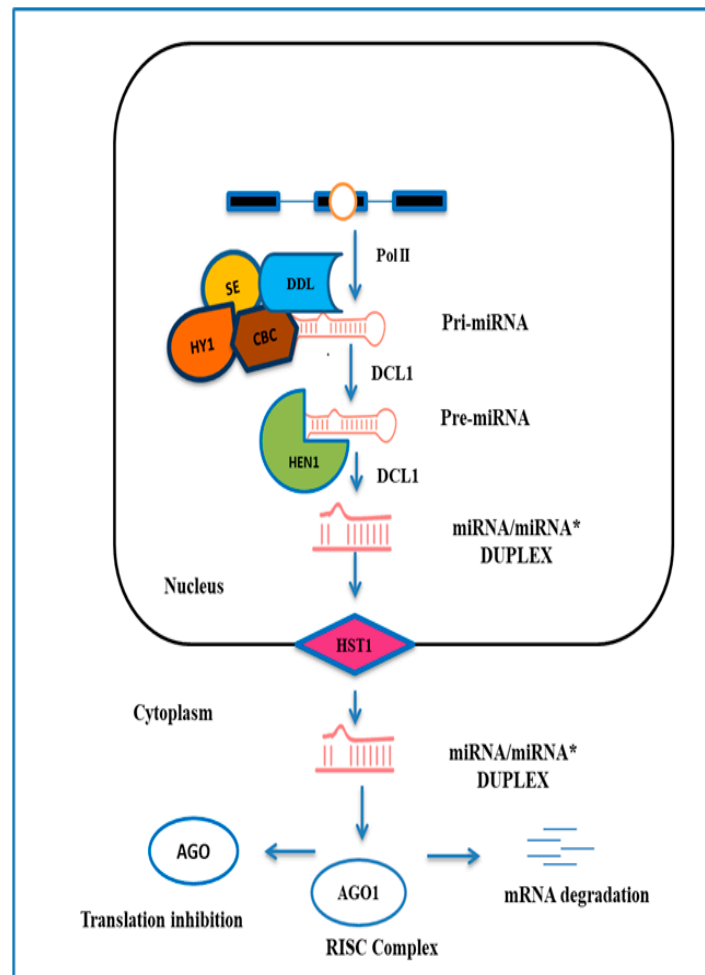 Pol II
SE
DDL
HY1
CBC
Pri-miRNA
DCL1
Pre-miRNA
HEN1
DCL1
miRNA/miRNA*
DUPLEX
Nucleus
HST1
Cytoplasm
miRNA/miRNA*
DUPLEX
AGO
AGO1
mRNA degradation
Translation inhibition
RISC Complex